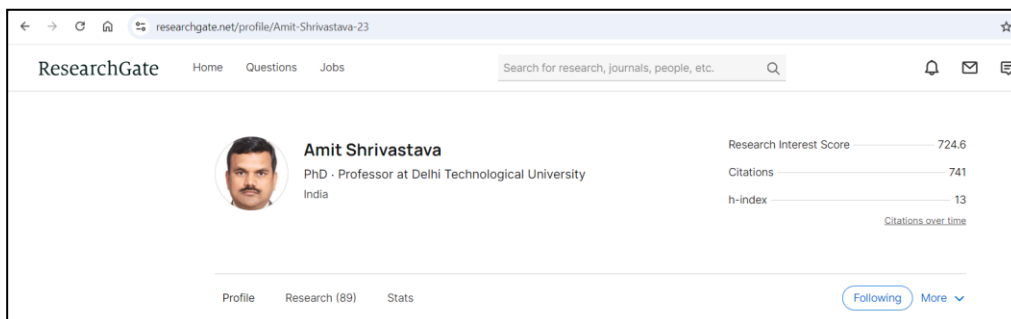 researchgate.net/profile/Amit-Shrivastava-23
ResearchGate Home Questions Jobs Search for research, journals, people, etc.
Amit Shrivastava
PhD · Professor at Delhi Technological University
India
Research Interest Score 724.6
Citations 741
h-index 13
Citations over time
Profile Research (89) Stats Following More